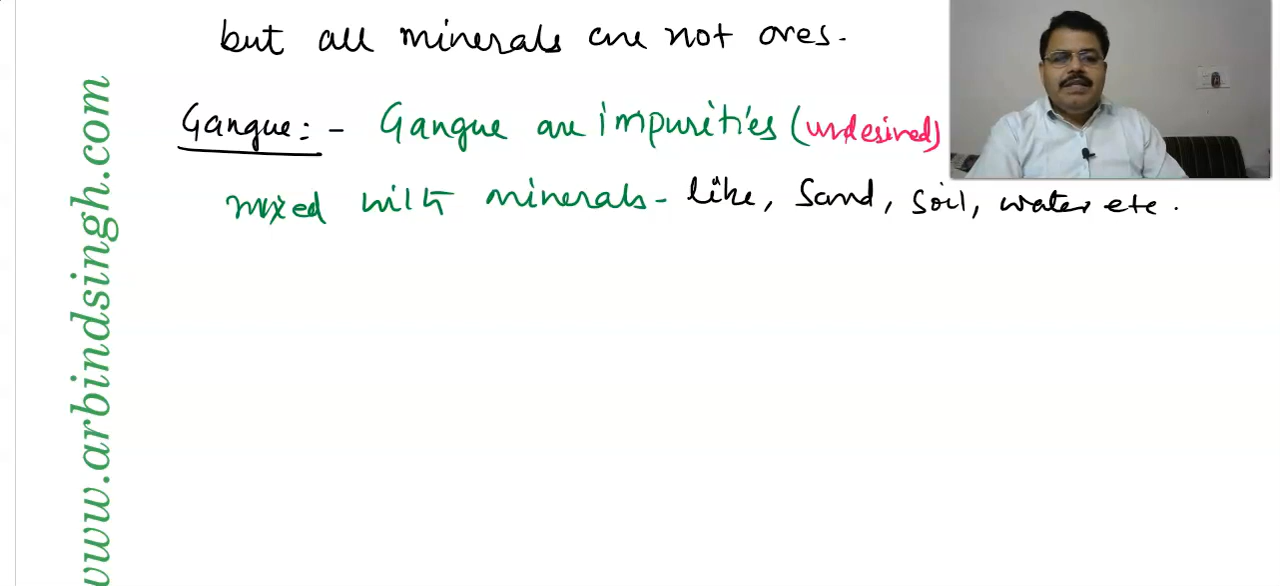 but all minerals are not ores.
Gangue:- Gangue are impurities (undesired)
mixed with minerals- like, Sand, Soil, water etc.
www.arbindsingh.com